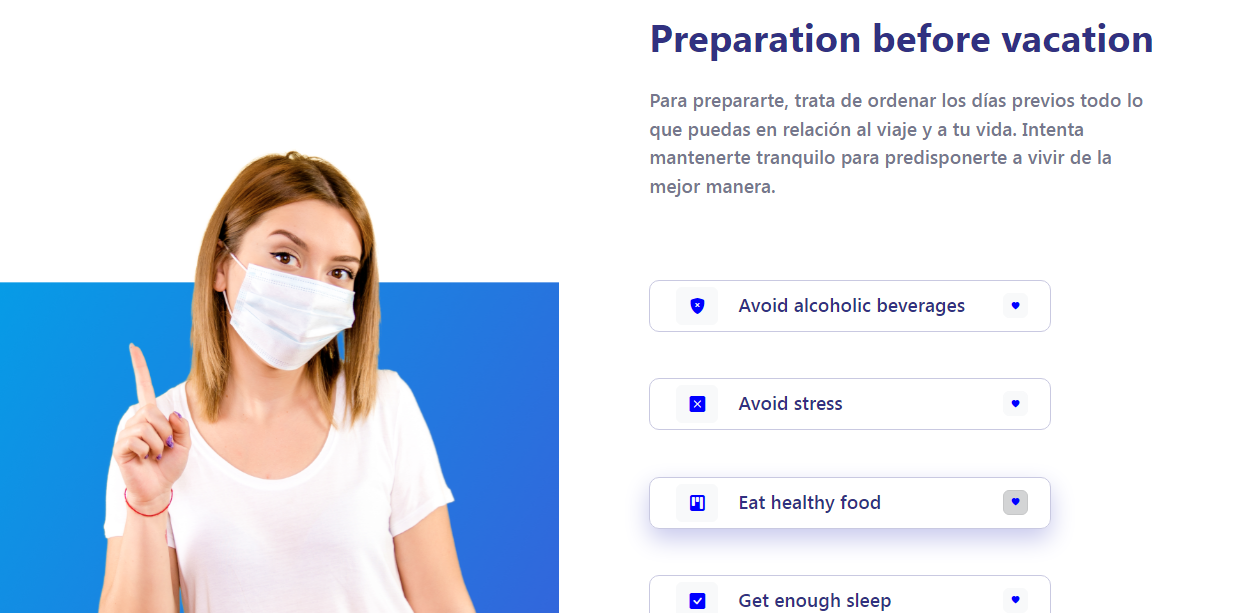 Preparation before vacation
Para prepararte, trata de ordenar los días previos todo lo
que puedas en relación al viaje y a tu vida. Intenta
mantenerte tranquilo para predisponerte a vivir de la
mejor manera.
Avoid alcoholic beverages
Avoid stress
Eat healthy food
Get enough sleep